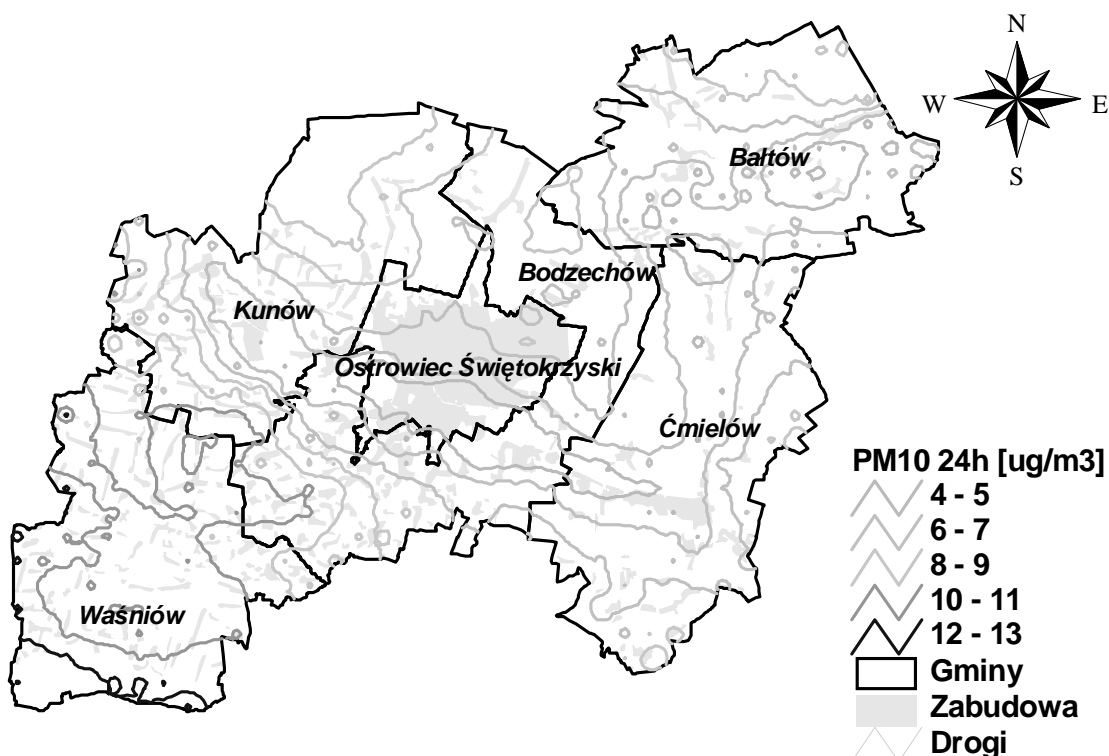 N
W
E
S
Bałtów
Bodzechów
Kunów
Ostrowiec Świętokrzyski
Ćmielów
Waśniów
PM10 24h [ug/m3]
4 - 5
6 - 7
8 - 9
10 - 11
12 - 13
Gminy
Zabudowa
Drogi